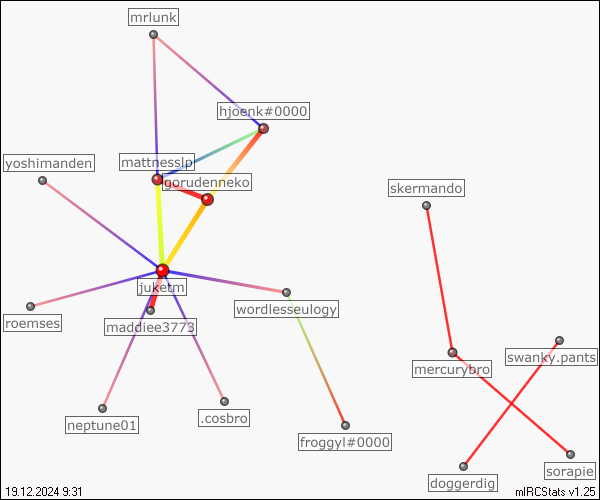 mrlunk
hjoenk#0000
yoshimanden
mattnesslp
gorudenneko
skermando
juketm
wordlesseulogy
roemses
maddiee3773
swanky.pants
mercurybro
neptune01
.cosbro
froggyl#0000
doggerdig
sorapie
19.12.2024 9:31
mIRCStats v1.25